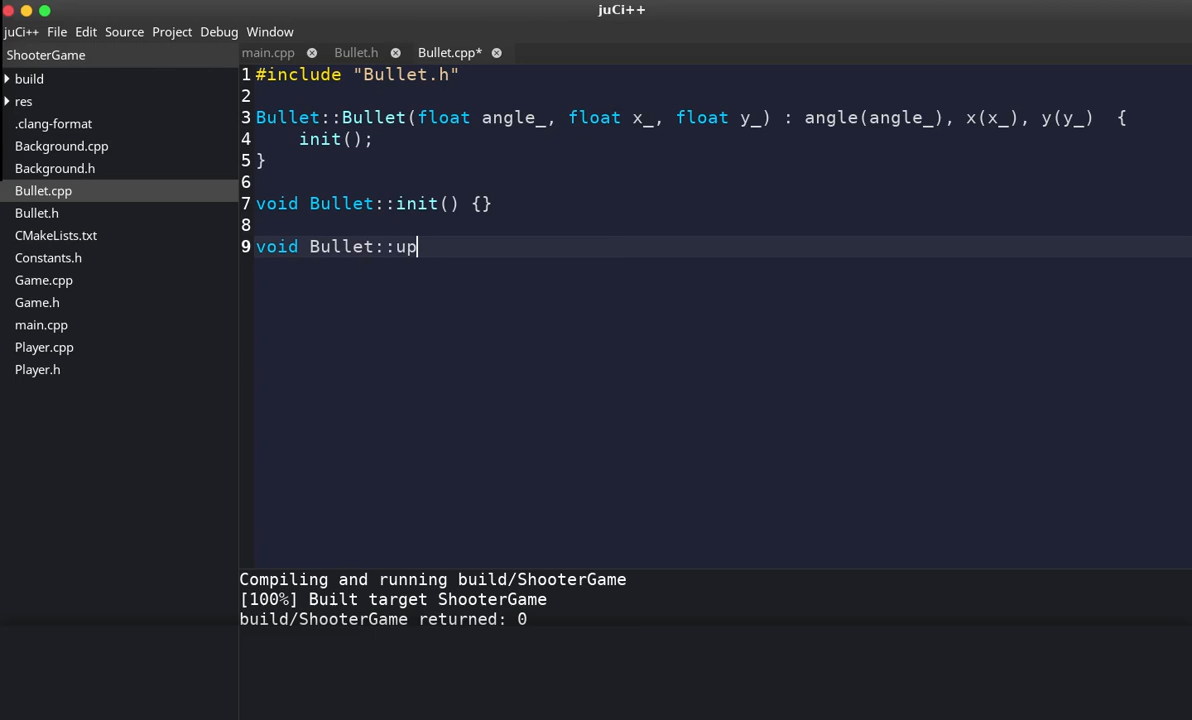 juCi++
juCi++ File Edit Source Project Debug Window
ShooterGame
main.cpp Bullet.h Bullet.cpp*
build
res
.clang-format
Background.cpp
Background.h
Bullet.cpp
Bullet.h
CMakeLists.txt
Constants.h
Game.cpp
Game.h
main.cpp
Player.cpp
Player.h
1 #include "Bullet.h"
2
3 Bullet::Bullet(float angle_, float x_, float y_) : angle(angle_), x(x_), y(y_)  {
4     init();
5 }
6
7 void Bullet::init() {}
8
9 void Bullet::up
Compiling and running build/ShooterGame
[100%] Built target ShooterGame
build/ShooterGame returned: 0